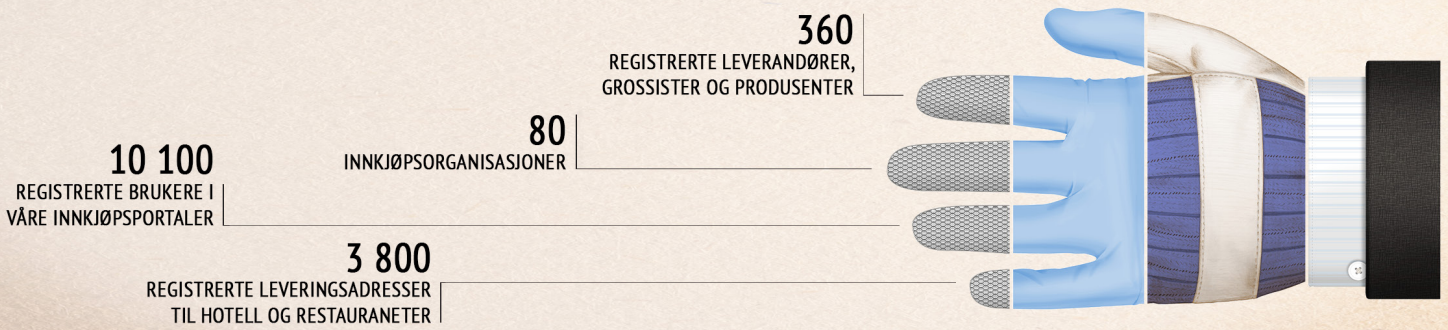 360
REGISTRERTE LEVERANDØRER,
GROSSISTER OG PRODUSENTER
80
INNKJØPSORGANISASJONER
10 100
REGISTRERTE BRUKERE I
VÅRE INNKJØPSPORTALER
3 800
REGISTRERTE LEVERINGSADRESSER
TIL HOTELL OG RESTAURANETER